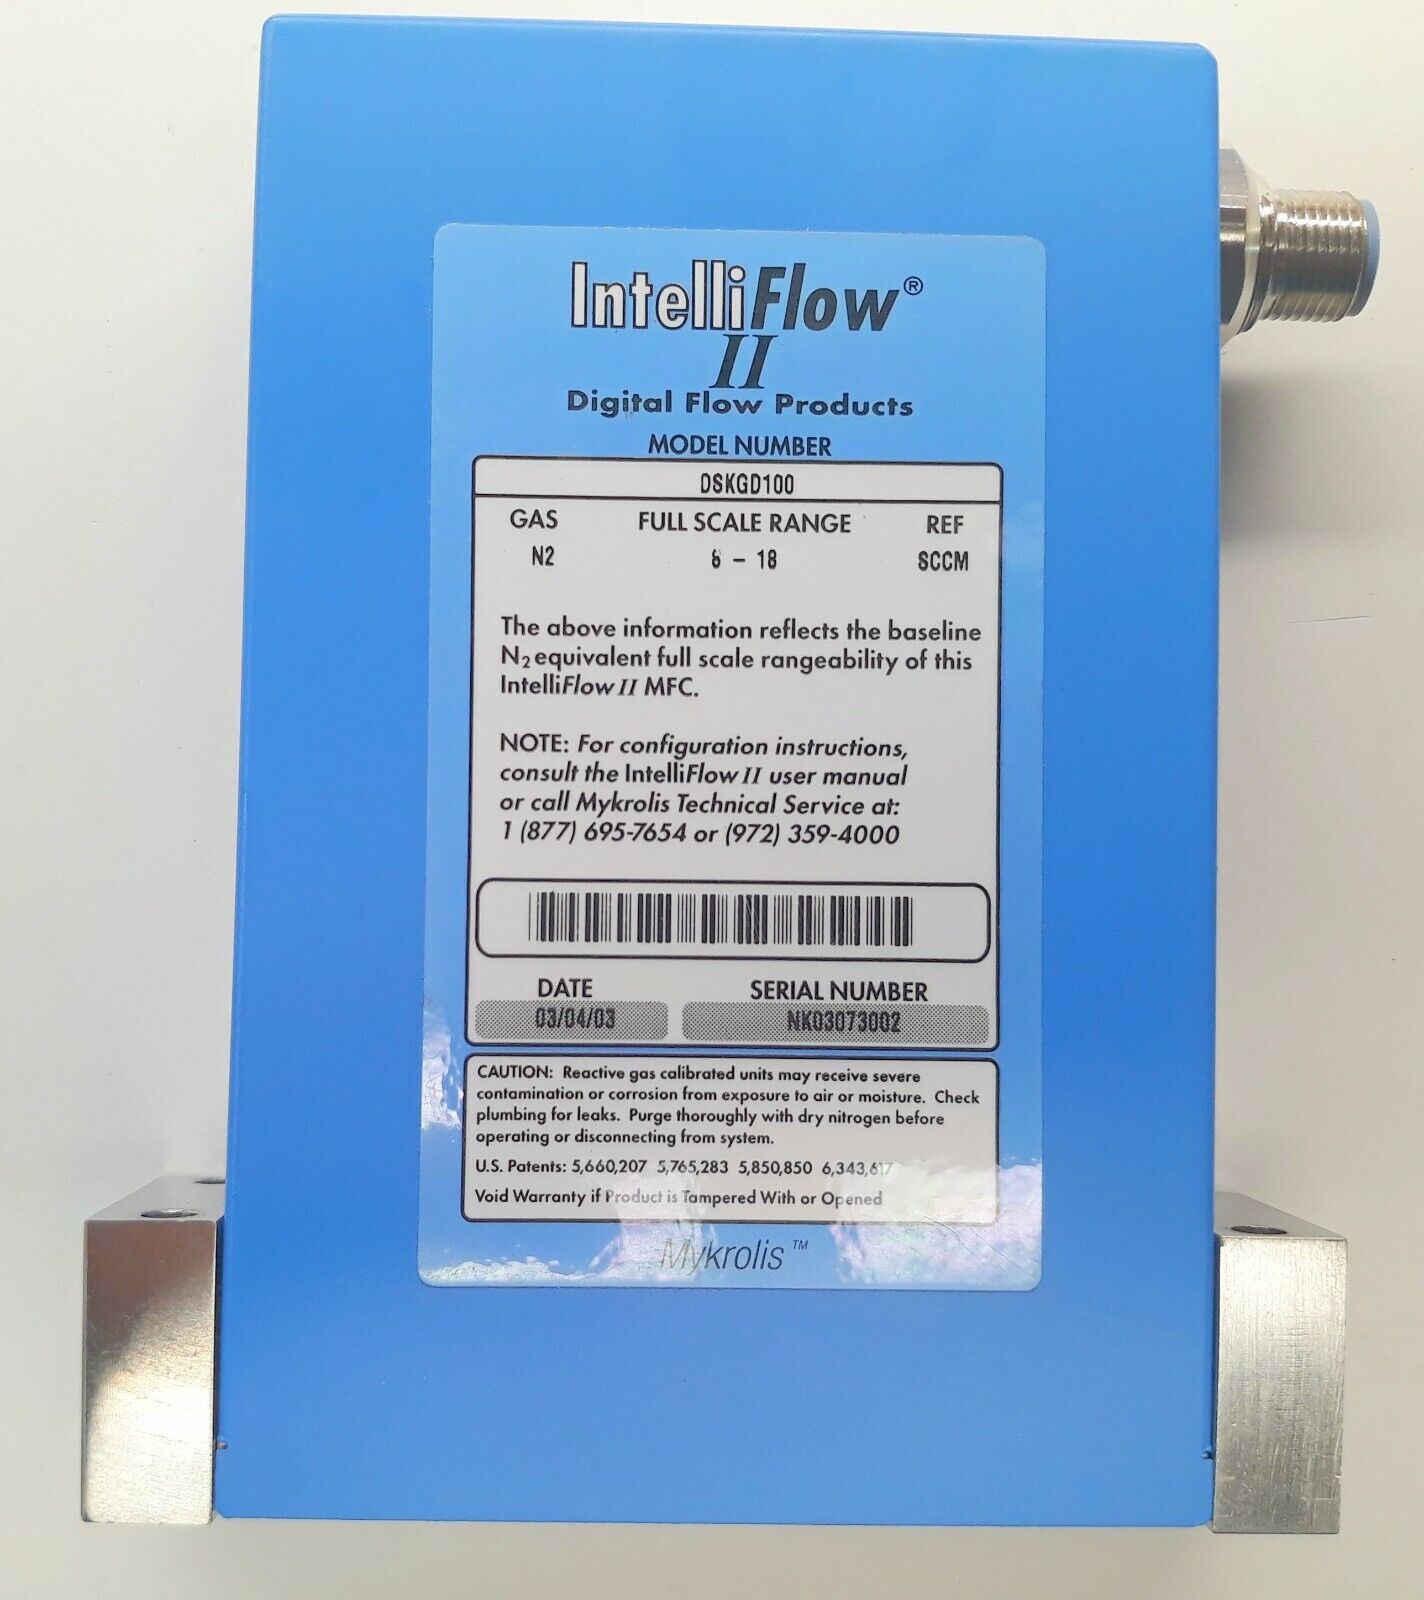 IntelliFlow®
II
Digital Flow Products
MODEL NUMBER
DSKGD100
GAS FULL SCALE RANGE REF
N2 - 18 SCCM
The above information reflects the baseline
N₂ equivalent full scale rangeability of this
IntelliFlow II MFC.
NOTE: For configuration instructions,
consult the IntelliFlow II user manual
or call Mykrolis Technical Service at:
1 (877) 695-7654 or (972) 359-4000
DATE SERIAL NUMBER
03/04/03 NK03073002
CAUTION: Reactive gas calibrated units may receive severe
contamination or corrosion from exposure to air or moisture. Check
plumbing for leaks. Purge thoroughly with dry nitrogen before
operating or disconnecting from system.
U.S. Patents: 5,660,207 5,765,283 5,850,850 6,343,617
Void Warranty if Product is Tampered With or Opened
Mykrolis™